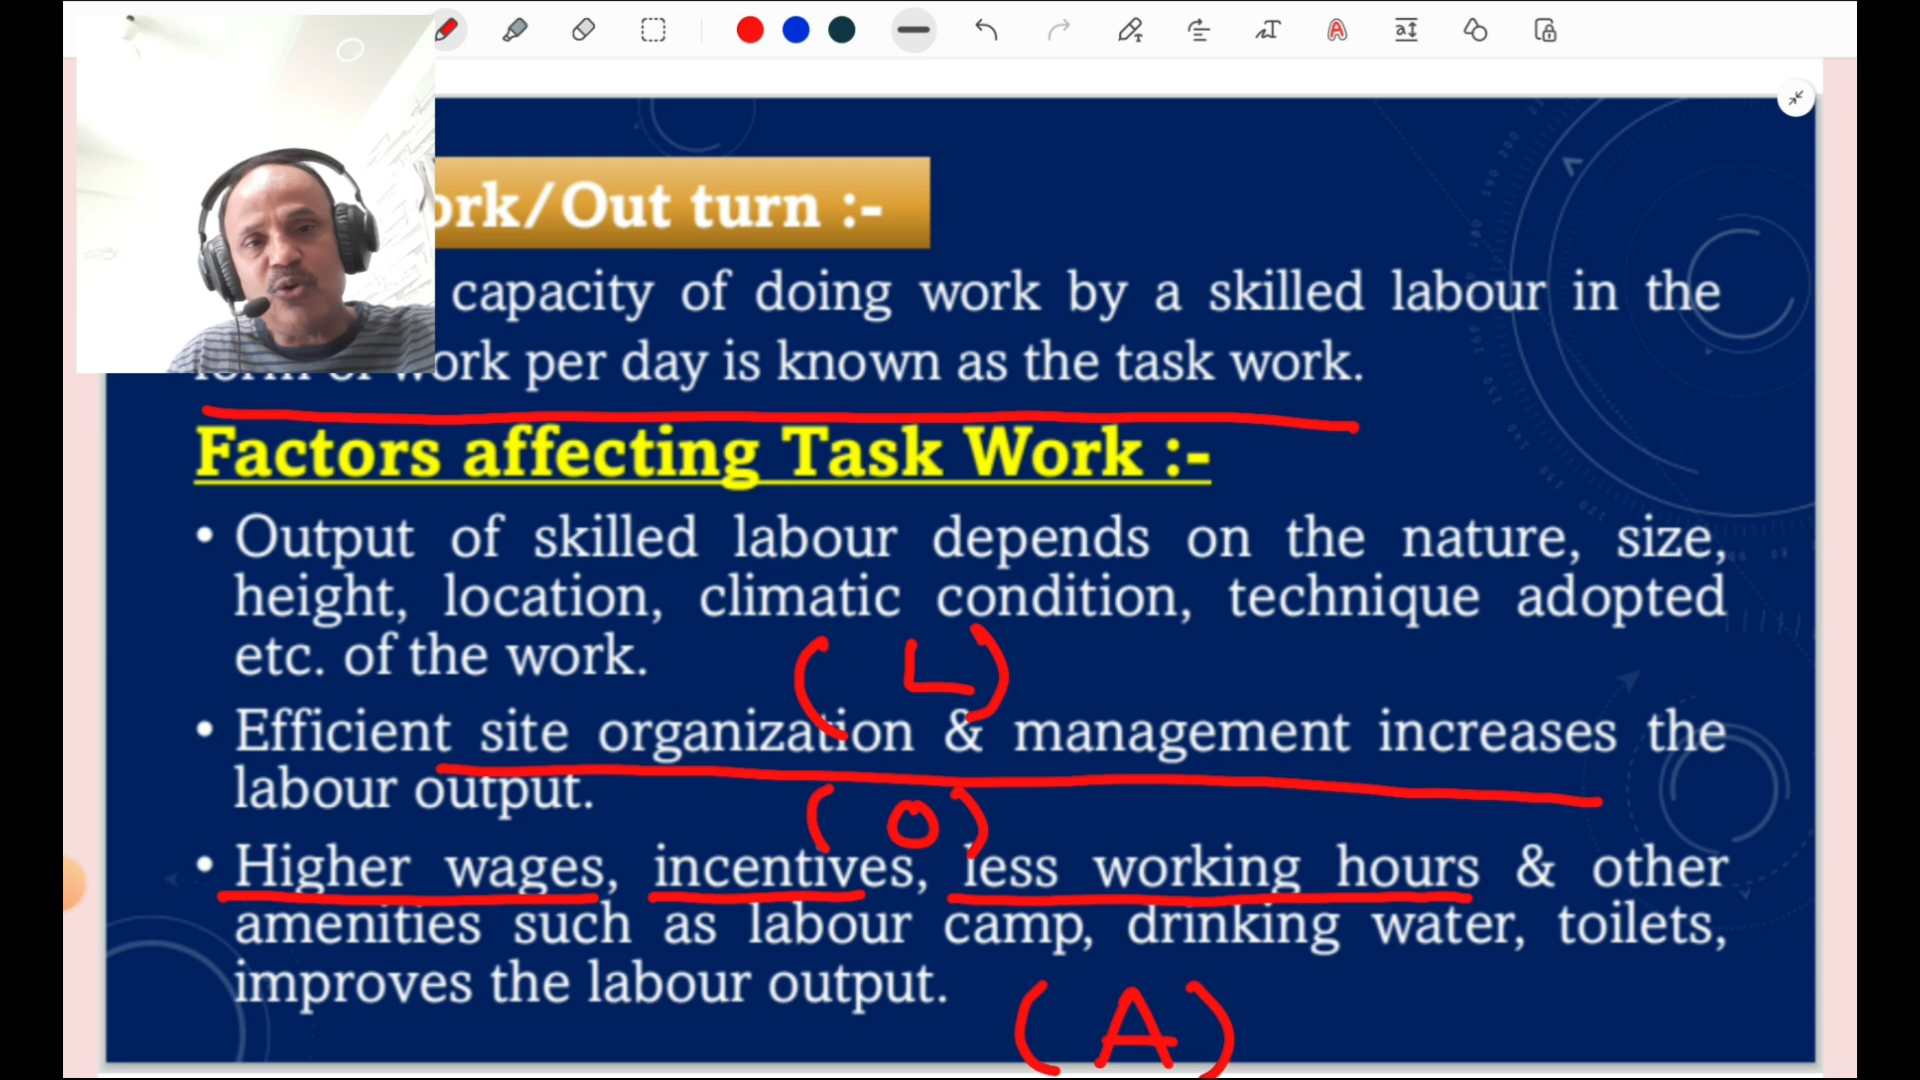 ork/Out turn :-
capacity of doing work by a skilled labour in the
form of work per day is known as the task work.
Factors affecting Task Work :-
• Output of skilled labour depends on the nature, size,
height, location, climatic condition, technique adopted
etc. of the work.
( L )
• Efficient site organization & management increases the
labour output.
( O )
• Higher wages, incentives, less working hours & other
amenities such as labour camp, drinking water, toilets,
improves the labour output.
( A )